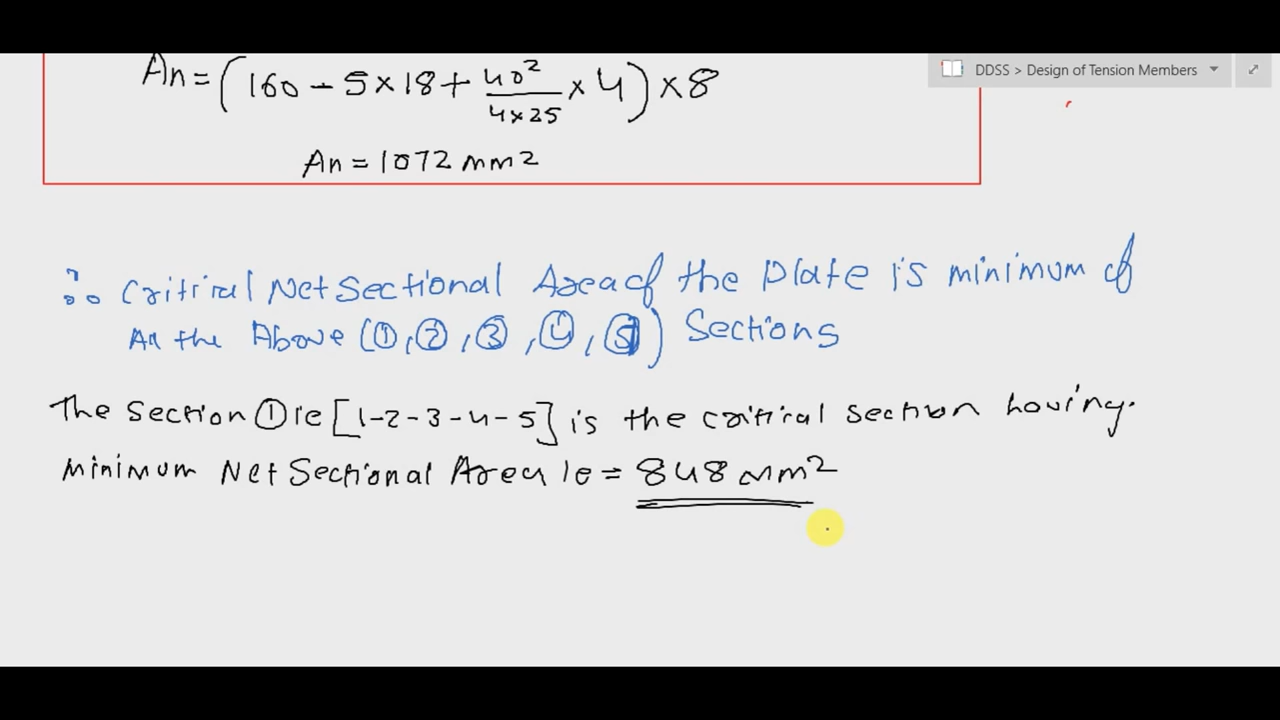 An = (160 - 5 × 18 + 40²/4×25 × 4) × 8
DDSS > Design of Tension Members
An = 1072 mm²
∴ Critical Net Sectional Area of the Plate is minimum of
All the Above (①, ②, ③, ④, ⑤) Sections
The section ① ie [1-2-3-4-5] is the critical section having
minimum Net Sectional Area ie = 848 mm²